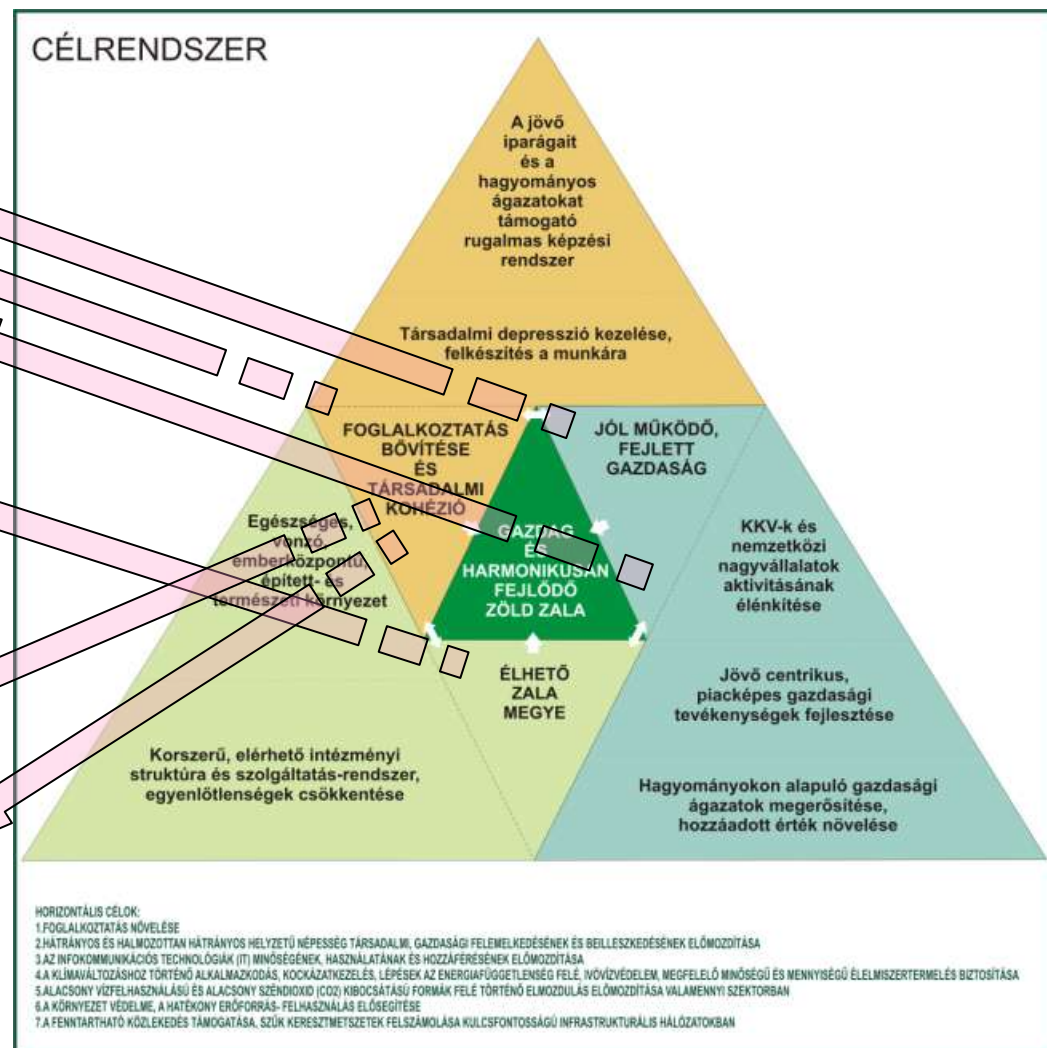 CÉLRENDSZER
A jövő
iparágait
és a
hagyományos
ágazatokat
támogató
rugalmas képzési
rendszer
Társadalmi depresszió kezelése,
felkészítés a munkára
FOGLALKOZTATÁS
BŐVÍTÉSE
ÉS
TÁRSADALMI
KOHÉZIÓ
JÓL MŰKÖDŐ,
FEJLETT
GAZDASÁG
Egészséges,
vonzó,
emberközpontú,
épített- és
természeti környezet
GAZDAG
ÉS
HARMONIKUSAN
FEJLŐDŐ
ZÖLD ZALA
KKV-k és
nemzetközi
nagyvállalatok
aktivitásának
élénkítése
ÉLHETŐ
ZALA
MEGYE
Jövő centrikus,
piacképes gazdasági
tevékenységek fejlesztése
Korszerű, elérhető intézményi
struktúra és szolgáltatás-rendszer,
egyenlőtlenségek csökkentése
Hagyományokon alapuló gazdasági
ágazatok megerősítése,
hozzáadott érték növelése
HORIZONTÁLIS CÉLOK:
1.FOGLALKOZTATÁS NÖVELÉSE
2.HÁTRÁNYOS ÉS HALMOZOTTAN HÁTRÁNYOS HELYZETŰ NÉPESSÉG TÁRSADALMI, GAZDASÁGI FELEMELKEDÉSÉNEK ÉS BEILLESZKEDÉSÉNEK ELŐMOZDÍTÁSA
3.AZ INFOKOMMUNIKÁCIÓS TECHNOLÓGIÁK (IT) MINŐSÉGÉNEK, HASZNÁLATÁNAK ÉS HOZZÁFÉRÉSÉNEK ELŐMOZDÍTÁSA
4.A KLÍMAVÁLTOZÁSHOZ TÖRTÉNŐ ALKALMAZKODÁS, KOCKÁZATKEZELÉS, LÉPÉSEK AZ ENERGIAFÜGGETLENSÉG FELÉ, IVÓVÍZVÉDELEM, MEGFELELŐ MINŐSÉGŰ ÉS MENNYISÉGŰ ÉLELMISZERTERMELÉS BIZTOSÍTÁSA
5.ALACSONY VÍZFELHASZNÁLÁSÚ ÉS ALACSONY SZÉNDIOXID (CO2) KIBOCSÁTÁSÚ FORMÁK FELÉ TÖRTÉNŐ ELMOZDULÁS ELŐMOZDÍTÁSA VALAMENNYI SZEKTORBAN
6.A KÖRNYEZET VÉDELME, A HATÉKONY ERŐFORRÁS- FELHASZNÁLÁS ELŐSEGÍTÉSE
7.A FENNTARTHATÓ KÖZLEKEDÉS TÁMOGATÁSA, SZŰK KERESZTMETSZETEK FELSZÁMOLÁSA KULCSFONTOSSÁGÚ INFRASTRUKTURÁLIS HÁLÓZATOKBAN